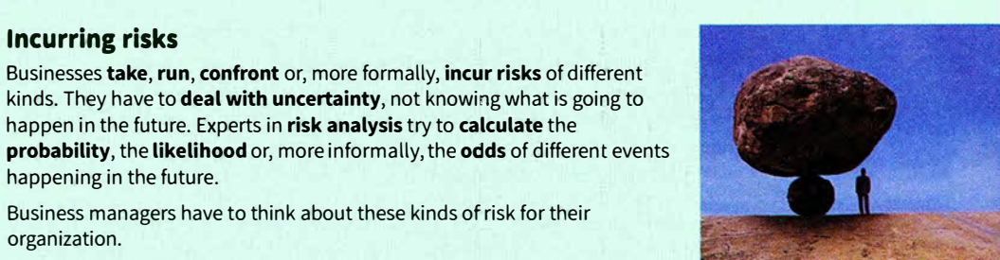 Incurring risks
Businesses take, run, confront or, more formally, incur risks of different
kinds. They have to deal with uncertainty, not knowing what is going to
happen in the future. Experts in risk analysis try to calculate the
probability, the likelihood or, more informally, the odds of different events
happening in the future.
Business managers have to think about these kinds of risk for their
organization.